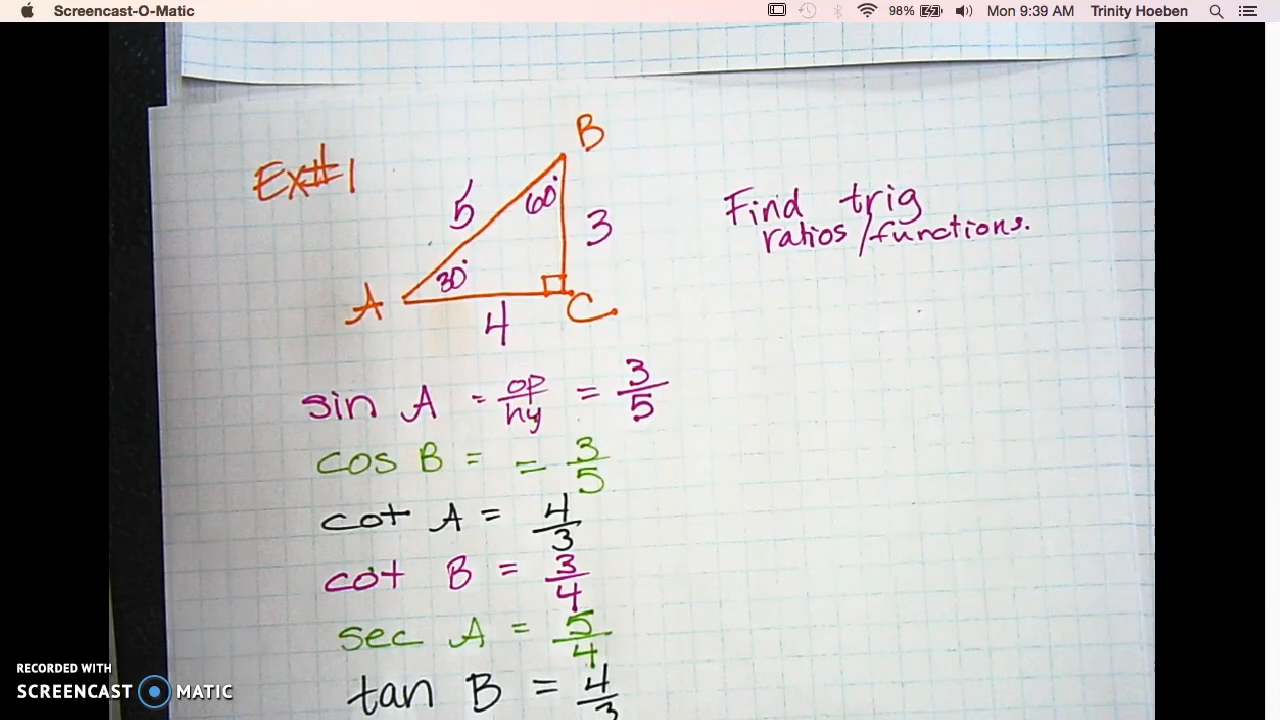 Screencast-O-Matic 98% Mon 9:39 AM Trinity Hoeben
Ex#1
B
5
60°
3
Find trig
ratios/functions.
30°
A
4
C
sin A = op/hy = 3/5
cos B = = 3/5
cot A = 4/3
cot B = 3/4
sec A = 5/4
tan B = 4/3
RECORDED WITH
SCREENCAST MATIC